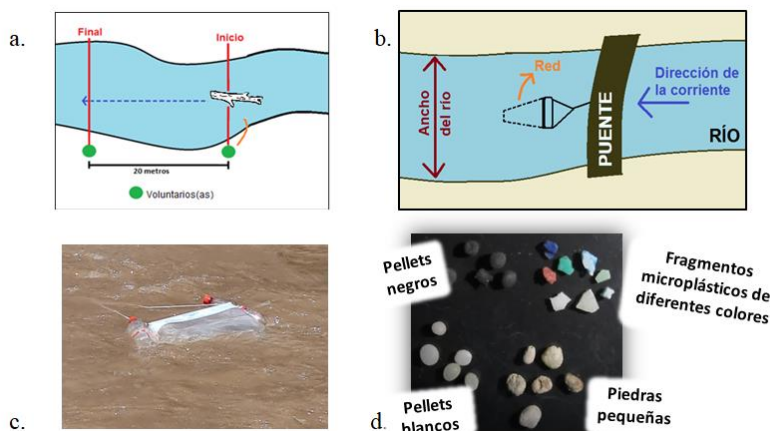 a.
Final
Inicio
20 metros
Voluntarios(as)
b.
Red
Dirección de
la corriente
Ancho
del río
PUENTE
RÍO
c.
d.
Pellets
negros
Fragmentos
microplásticos de
diferentes colores
Pellets
blancos
Piedras
pequeñas